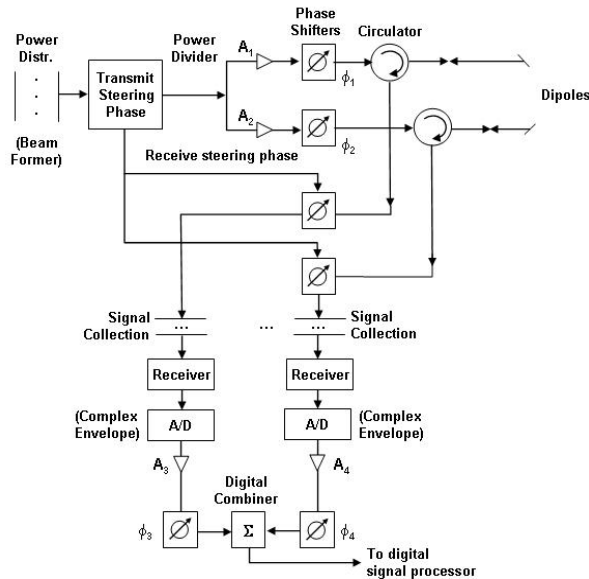 Power
Distr.
(Beam
Former)
Transmit
Steering
Phase
Power
Divider
A1
A2
Phase
Shifters
ϕ1
ϕ2
Circulator
Dipoles
Receive steering phase
Signal
Collection
...
...
...
Signal
Collection
Receiver
Receiver
(Complex
Envelope)
A/D
A/D
(Complex
Envelope)
A3
A4
Digital
Combiner
ϕ3
Σ
ϕ4
To digital
signal processor